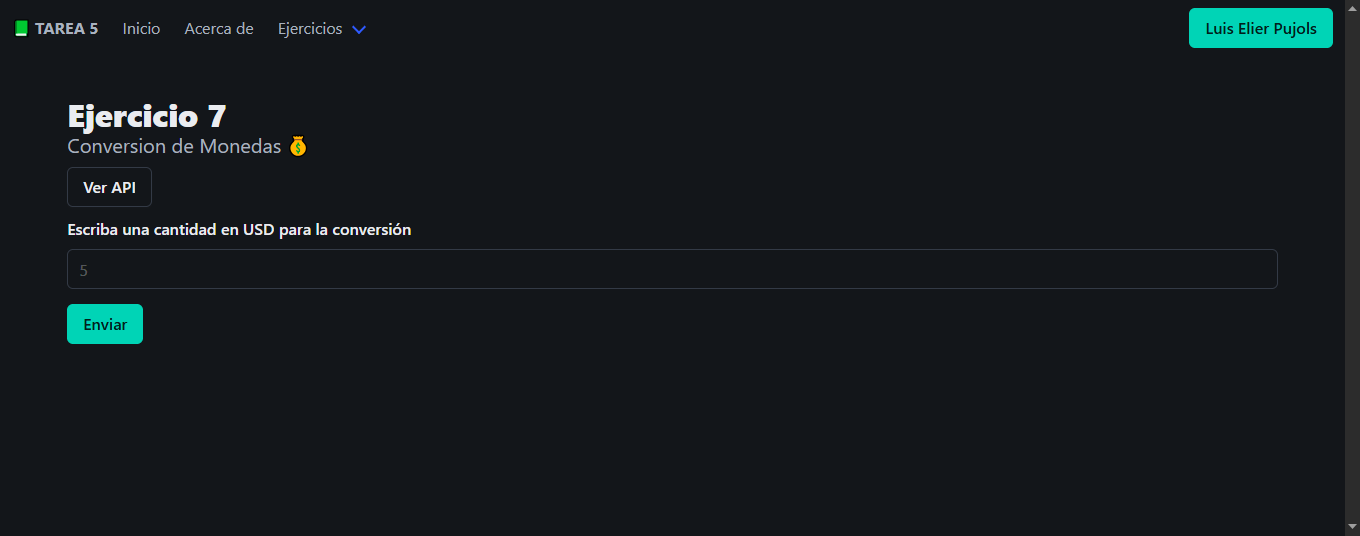 TAREA 5 Inicio Acerca de Ejercicios Luis Elier Pujols
Ejercicio 7
Conversion de Monedas
Ver API
Escriba una cantidad en USD para la conversión
5
Enviar